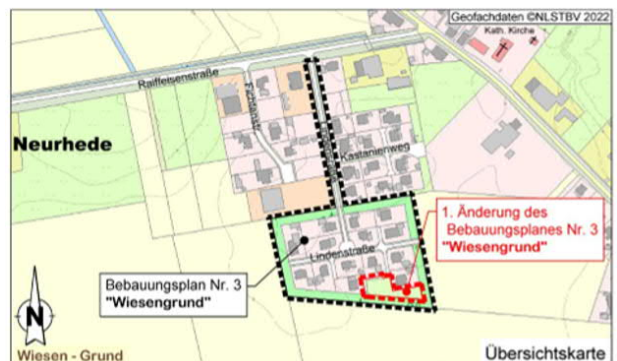 Geofachdaten ©NLSTBV 2022
Kath. Kirche
Raiffeisenstraße
Neurhede
Kastanienweg
1. Änderung des
Bebauungsplanes Nr. 3
"Wiesengrund"
Lindenstraße
Bebauungsplan Nr. 3
"Wiesengrund"
N
Wiesen - Grund
Übersichtskarte